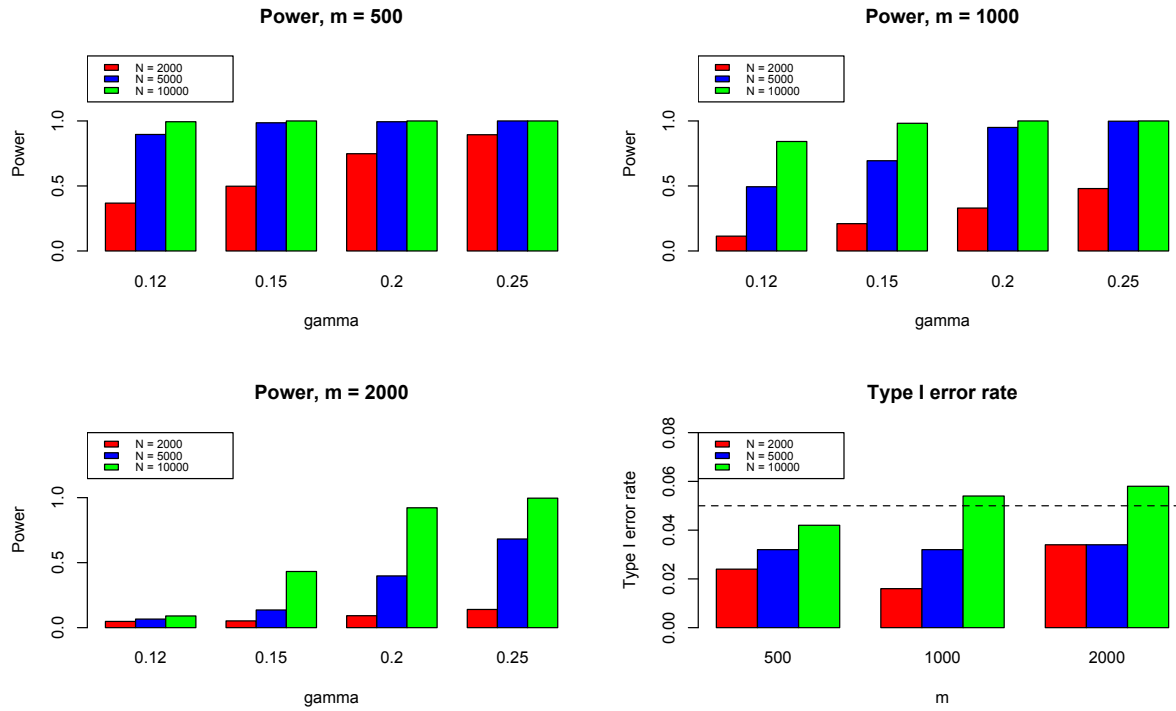 Power, m = 500
N = 2000
N = 5000
N = 10000
Power
0.0
0.5
1.0
0.12
0.15
0.2
0.25
gamma
Power, m = 1000
N = 2000
N = 5000
N = 10000
Power
0.0
0.5
1.0
0.12
0.15
0.2
0.25
gamma
Power, m = 2000
N = 2000
N = 5000
N = 10000
Power
0.0
0.5
1.0
0.12
0.15
0.2
0.25
gamma
Type I error rate
N = 2000
N = 5000
N = 10000
Type I error rate
0.00
0.02
0.04
0.06
0.08
500
1000
2000
m